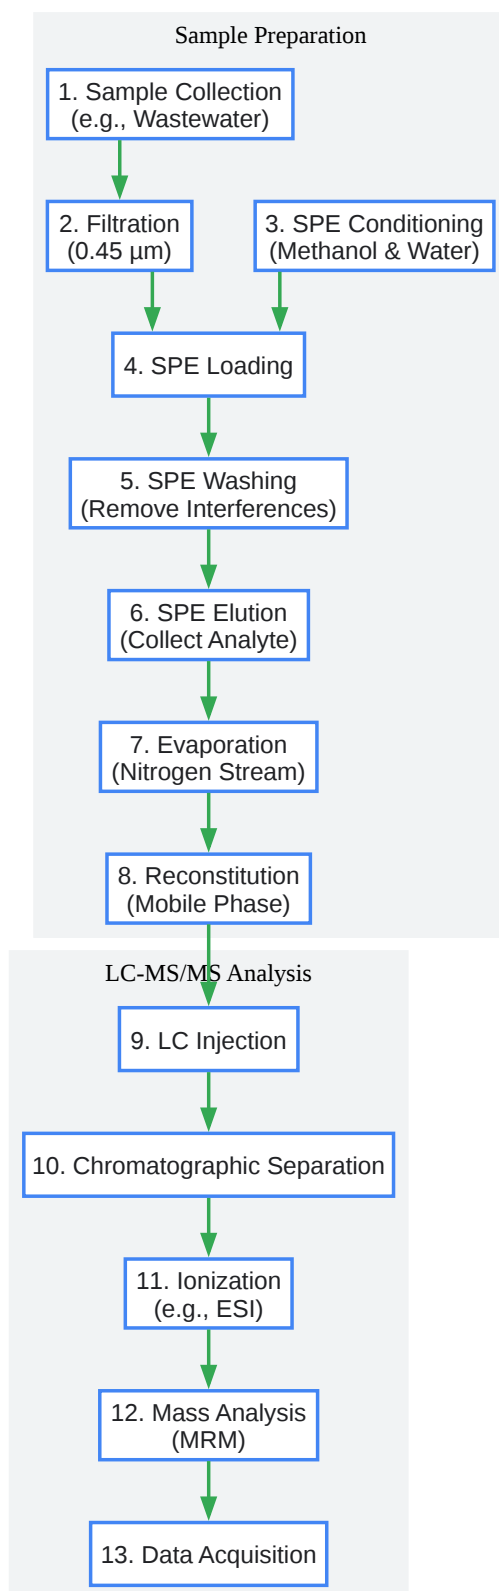 Sample Preparation
1. Sample Collection
(e.g., Wastewater)
2. Filtration
(0.45 µm)
3. SPE Conditioning
(Methanol & Water)
4. SPE Loading
5. SPE Washing
(Remove Interferences)
6. SPE Elution
(Collect Analyte)
7. Evaporation
(Nitrogen Stream)
8. Reconstitution
(Mobile Phase)
LC-MS/MS Analysis
9. LC Injection
10. Chromatographic Separation
11. Ionization
(e.g., ESI)
12. Mass Analysis
(MRM)
13. Data Acquisition